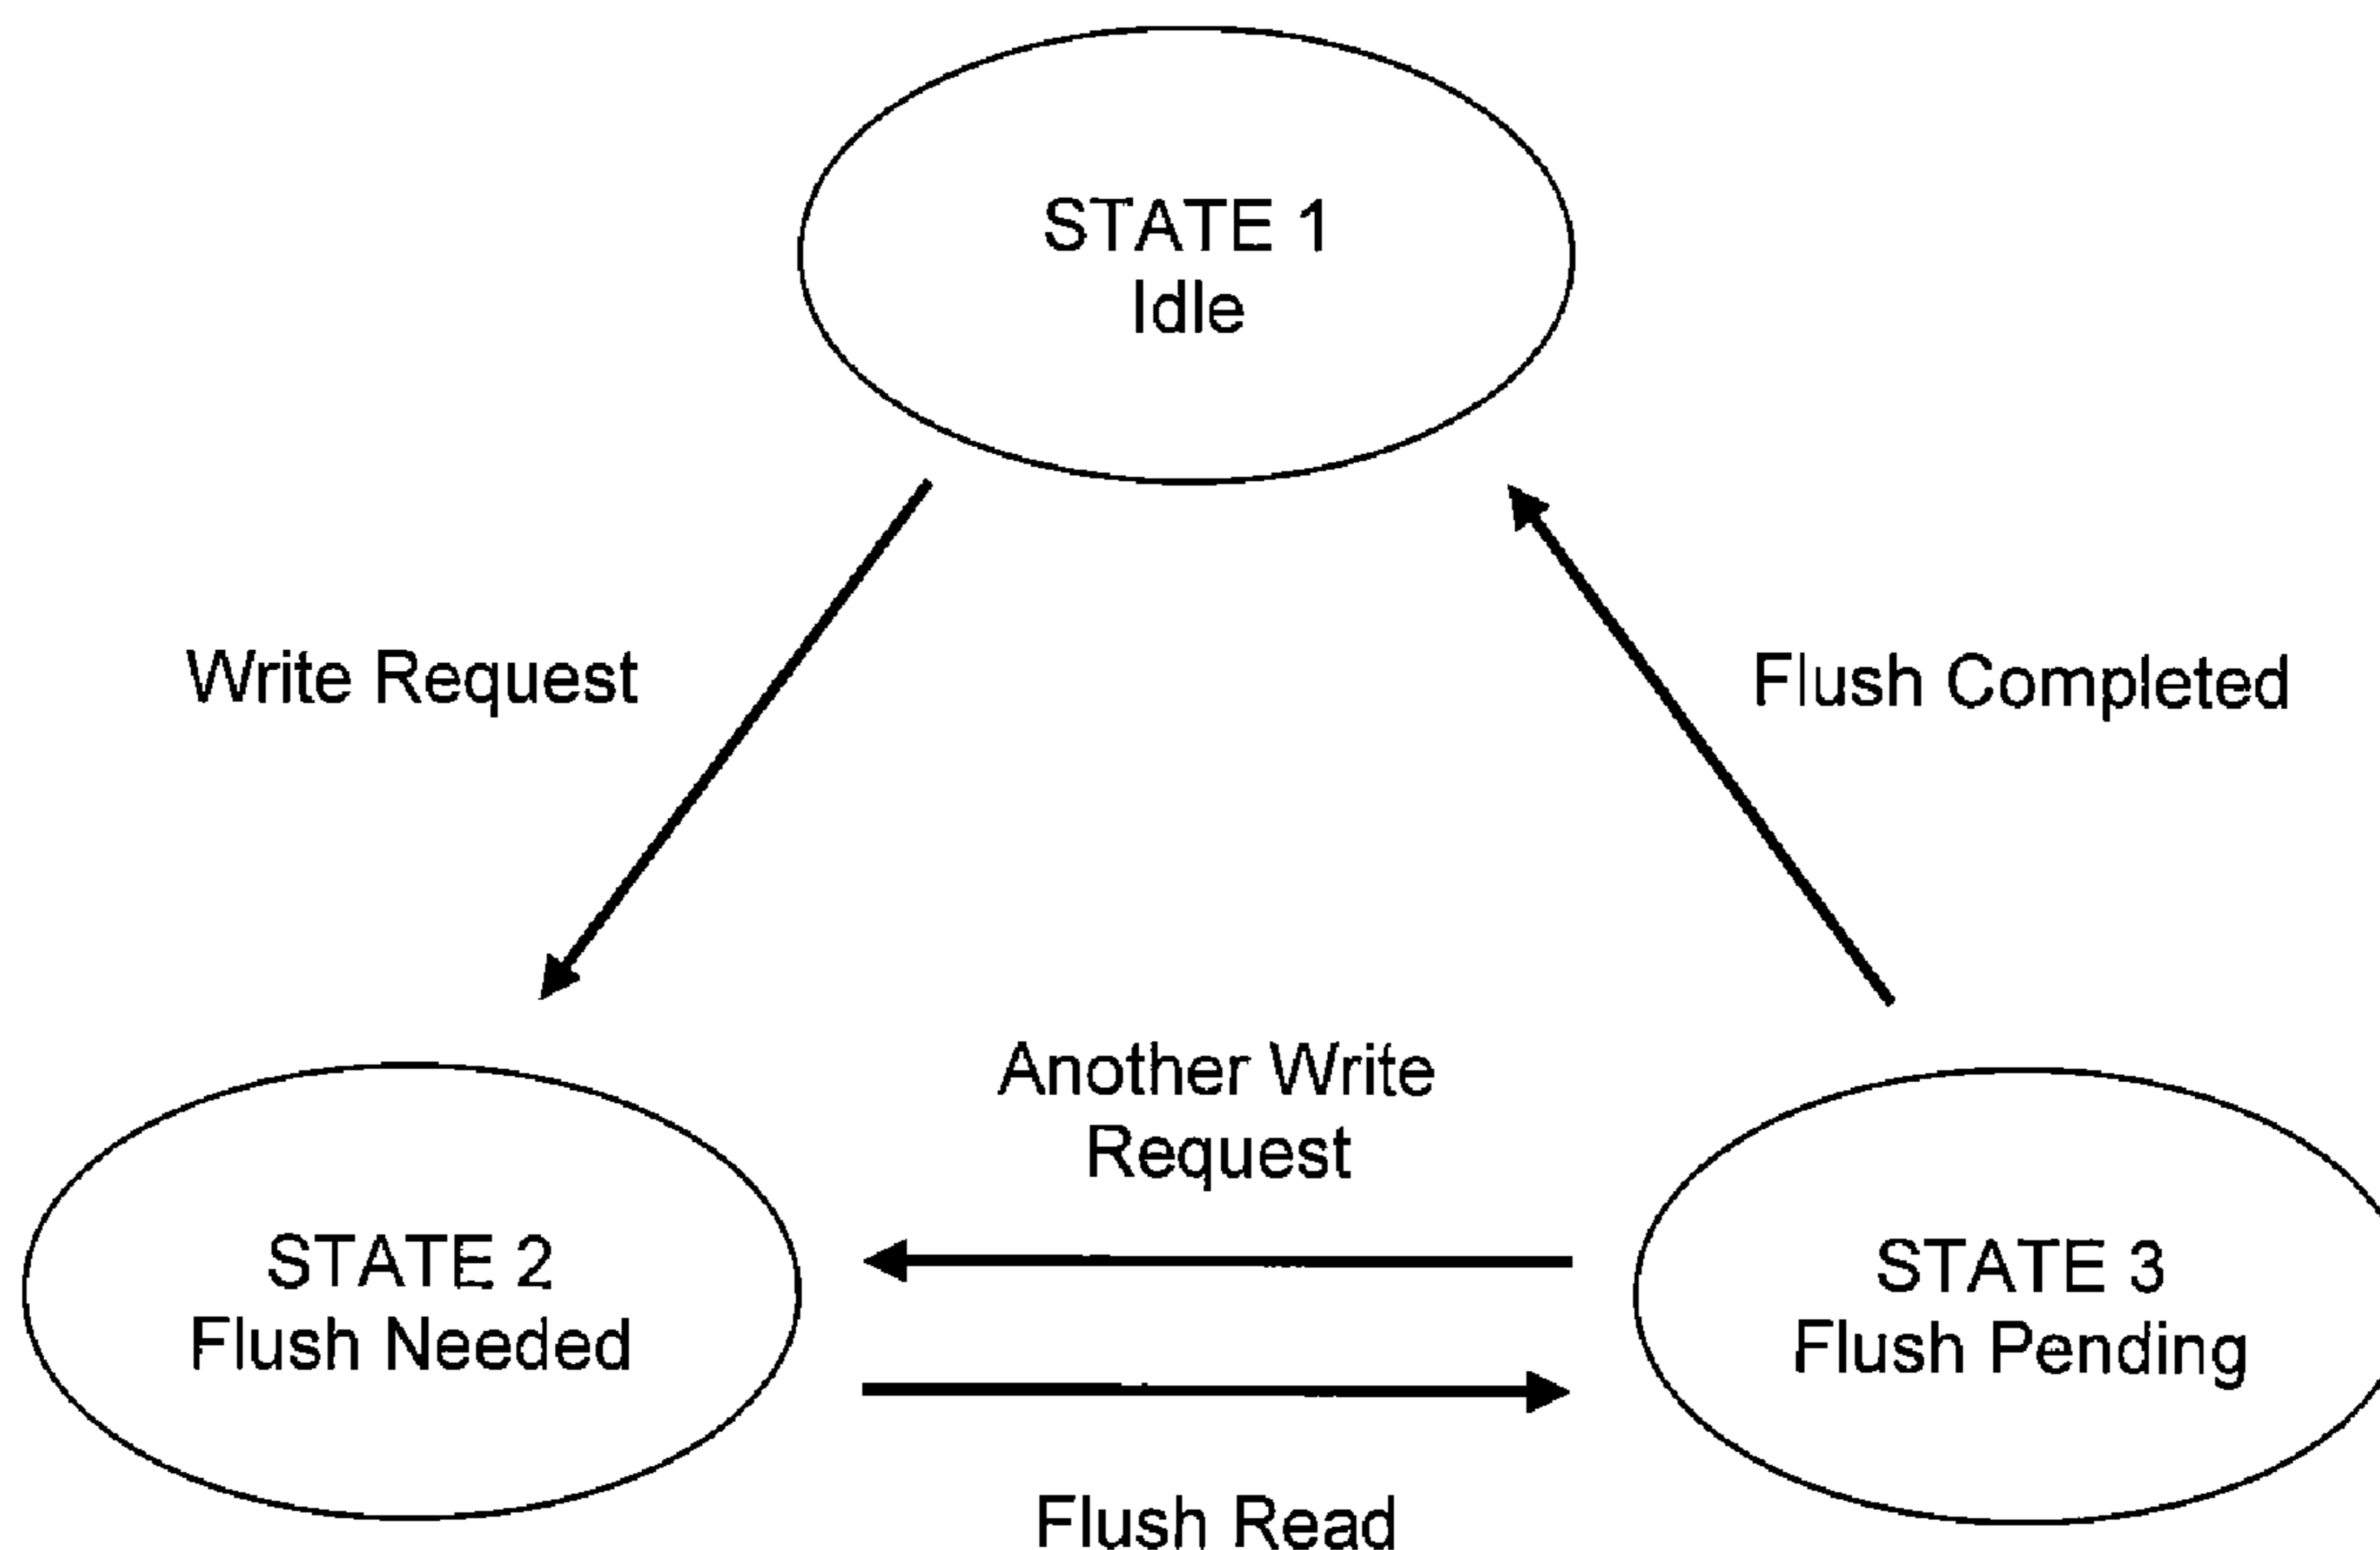 STATE 1
Idle
Write Request
Flush Completed
Another Write
Request
STATE 2
Flush Needed
STATE 3
Flush Pending
Flush Read